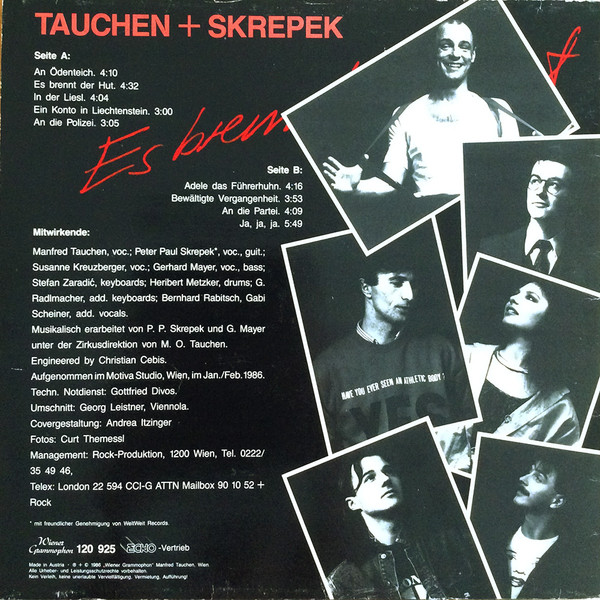 TAUCHEN + SKREPEK
Seite A:
An Ödenteich. 4:10
Es brennt der Hut. 4:32
In der Liesl. 4:04
Ein Konto in Liechtenstein. 3:00
An die Polizei. 3:05
Es bren
Seite B:
Adele das Führerhuhn. 4:16
Bewältigte Vergangenheit. 3:53
An die Partei. 4:09
Ja, ja, ja. 5:49
Mitwirkende:
Manfred Tauchen, voc.; Peter Paul Skrepek*, voc., guit.;
Susanne Kreuzberger, voc.; Gerhard Mayer, voc., bass;
Stefan Zaradić, keyboards; Heribert Metzker, drums; G.
Radlmacher, add. keyboards; Bernhard Rabitsch, Gabi
Scheiner, add. vocals.
Musikalisch erarbeitet von P. P. Skrepek und G. Mayer
unter der Zirkusdirektion von M. O. Tauchen.
Engineered by Christian Cebis.
Aufgenommen im Motiva Studio, Wien, im Jan./Feb. 1986.
Techn. Notdienst: Gottfried Divos.
Umschnitt: Georg Leistner, Viennola.
Covergestaltung: Andrea Itzinger
Fotos: Curt Themessl
Management: Rock-Produktion, 1200 Wien, Tel. 0222/
35 49 46,
Telex: London 22 594 CCI-G ATTN Mailbox 90 10 52 +
Rock
* mit freundlicher Genehmigung von WeltWeit Records.
Wiener
Grammophon 120 925 ECHO-Vertrieb
Made in Austria · ℗ + © 1986 „Wiener Grammophon" Manfred Tauchen, Wien.
Alle Urheber- und Leistungsschutzrechte vorbehalten.
Kein Verleih, keine unerlaubte Vervielfältigung, Vermietung, Aufführung!
HAVE YOU EVER SEEN AN ATHLETIC BODY?
YES